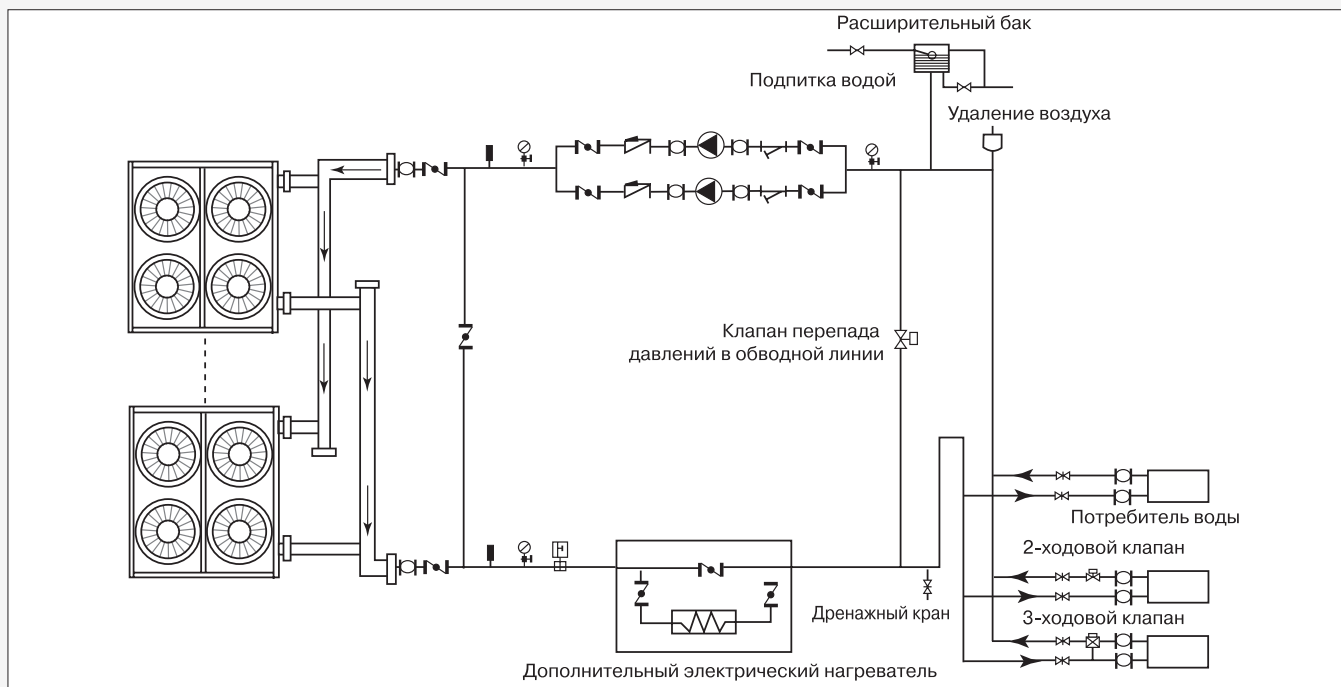 Расширительный бак
Подпитка водой
Удаление воздуха
Клапан перепада
давлений в обводной линии
Потребитель воды
2-ходовой клапан
3-ходовой клапан
Дренажный кран
Дополнительный электрический нагреватель